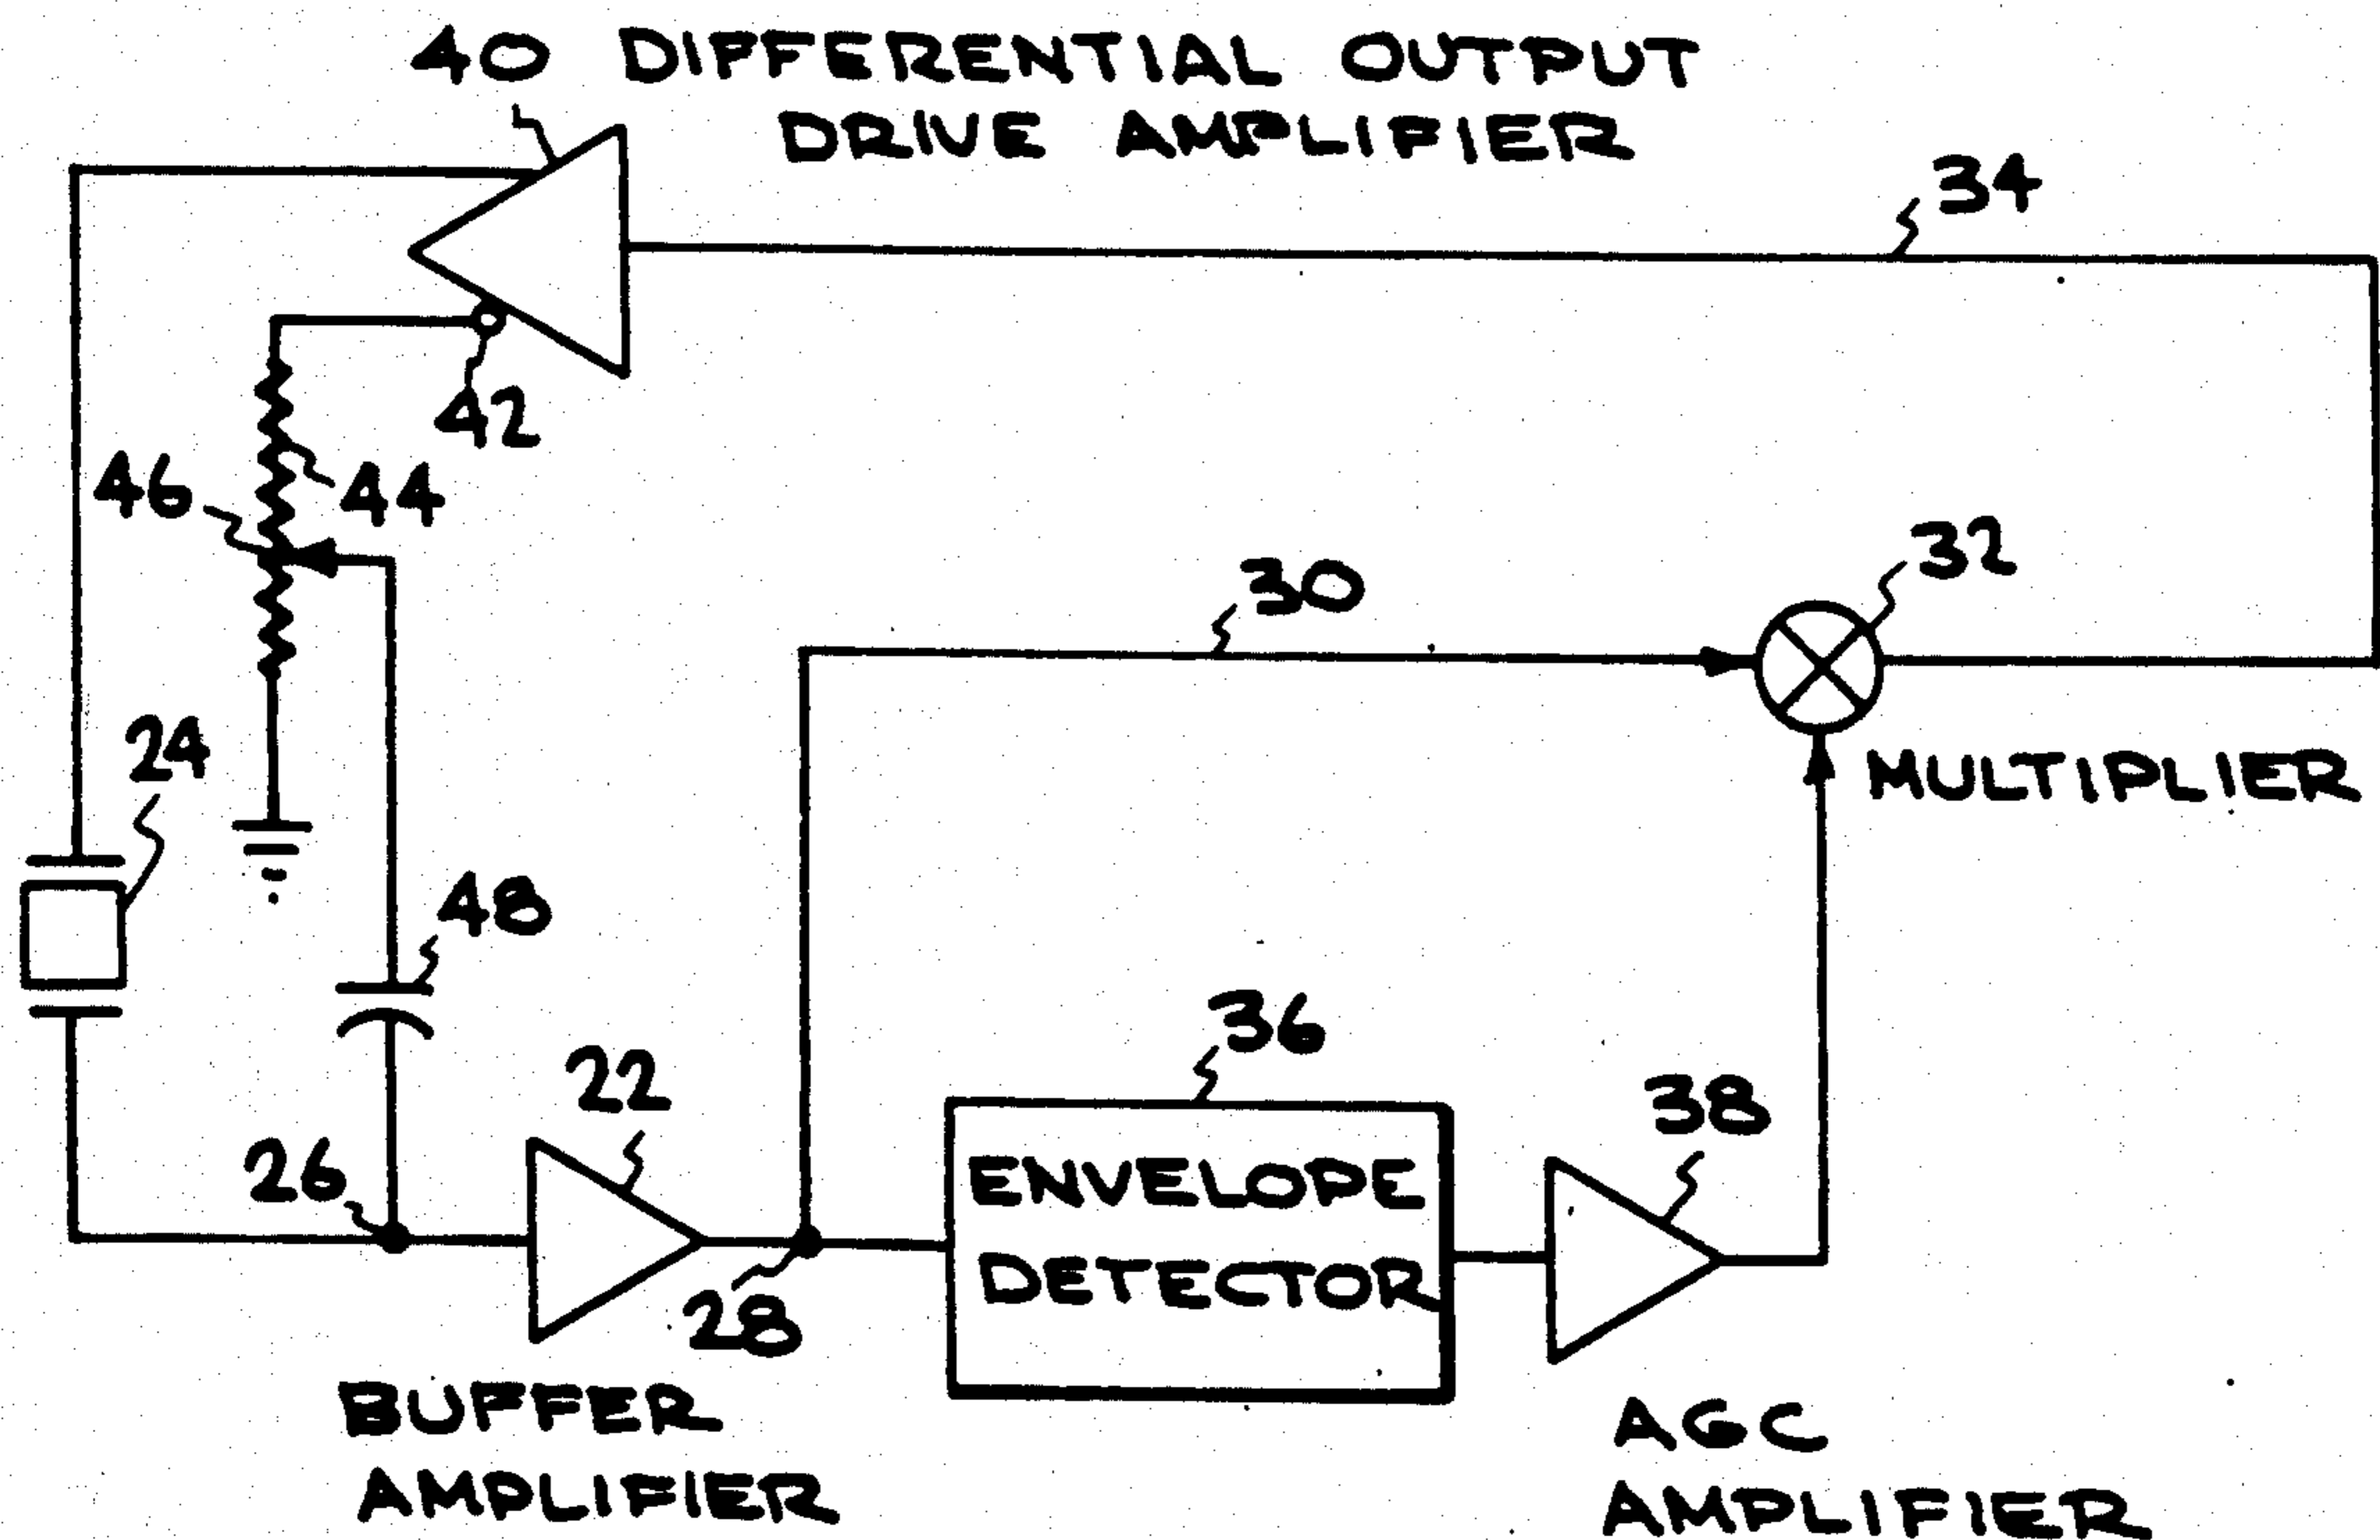 40 DIFFERENTIAL OUTPUT
DRIVE AMPLIFIER
34
42
46
44
32
30
MULTIPLIER
24
48
36
22
38
26
ENVELOPE
DETECTOR
28
BUFFER
AMPLIFIER
AGC
AMPLIFIER